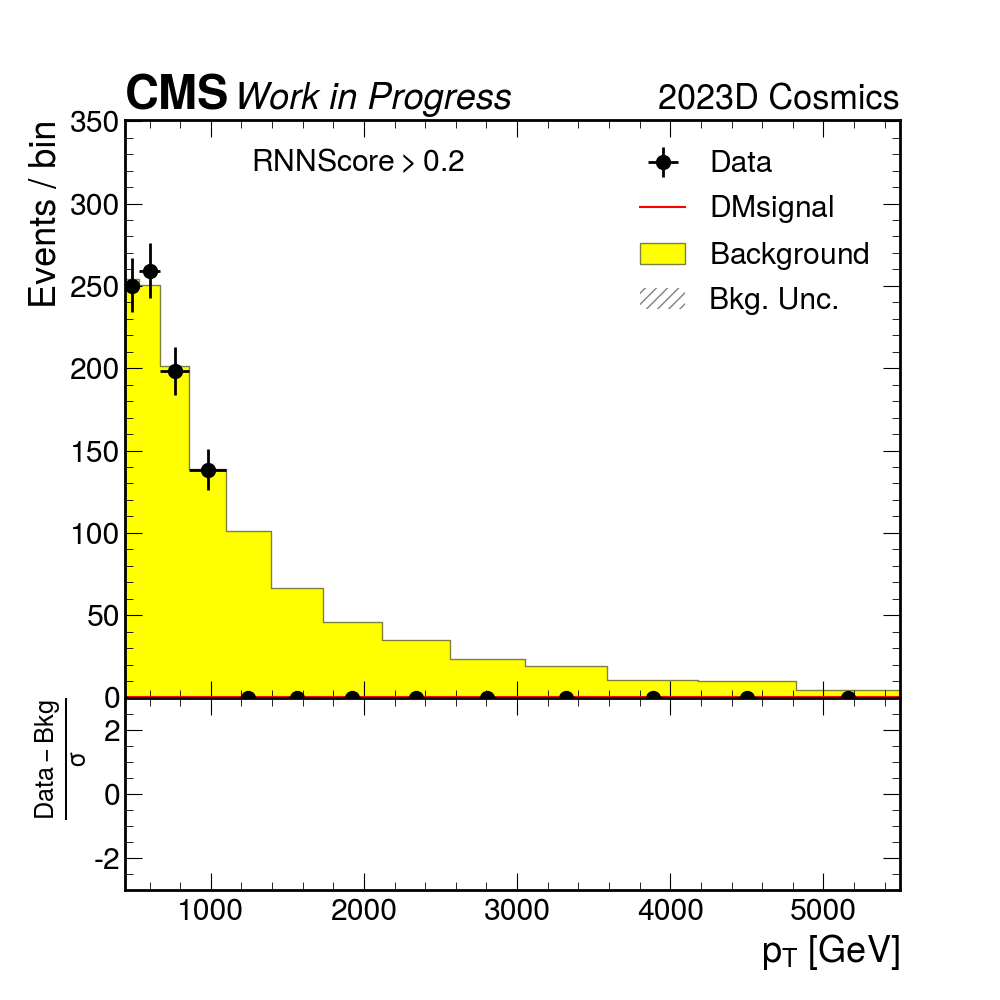 CMS Work in Progress 2023D Cosmics
Events / bin
350
300
250
200
150
100
50
0
RNNScore > 0.2
Data
DMsignal
Background
Bkg. Unc.
Data − Bkg
σ
2
0
-2
1000 2000 3000 4000 5000
pT [GeV]